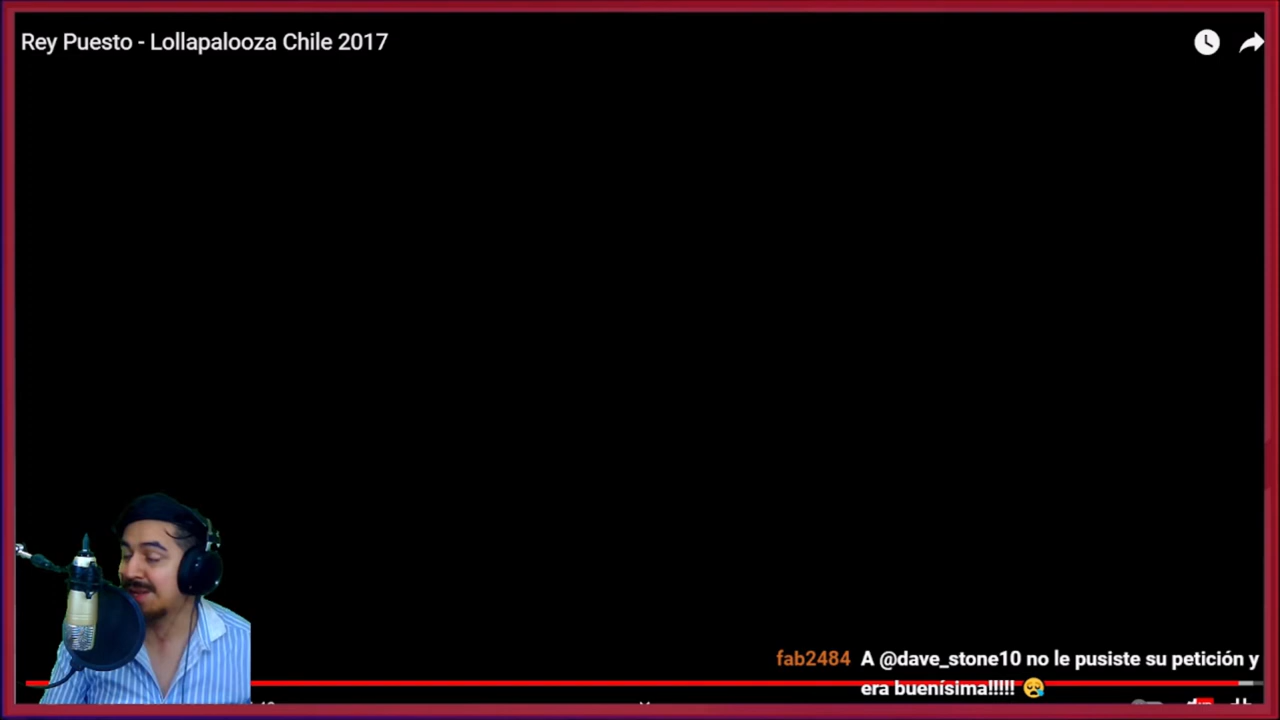 Rey Puesto - Lollapalooza Chile 2017
fab2484 A @dave_stone10 no le pusiste su petición y
era buenísima!!!!! 😥